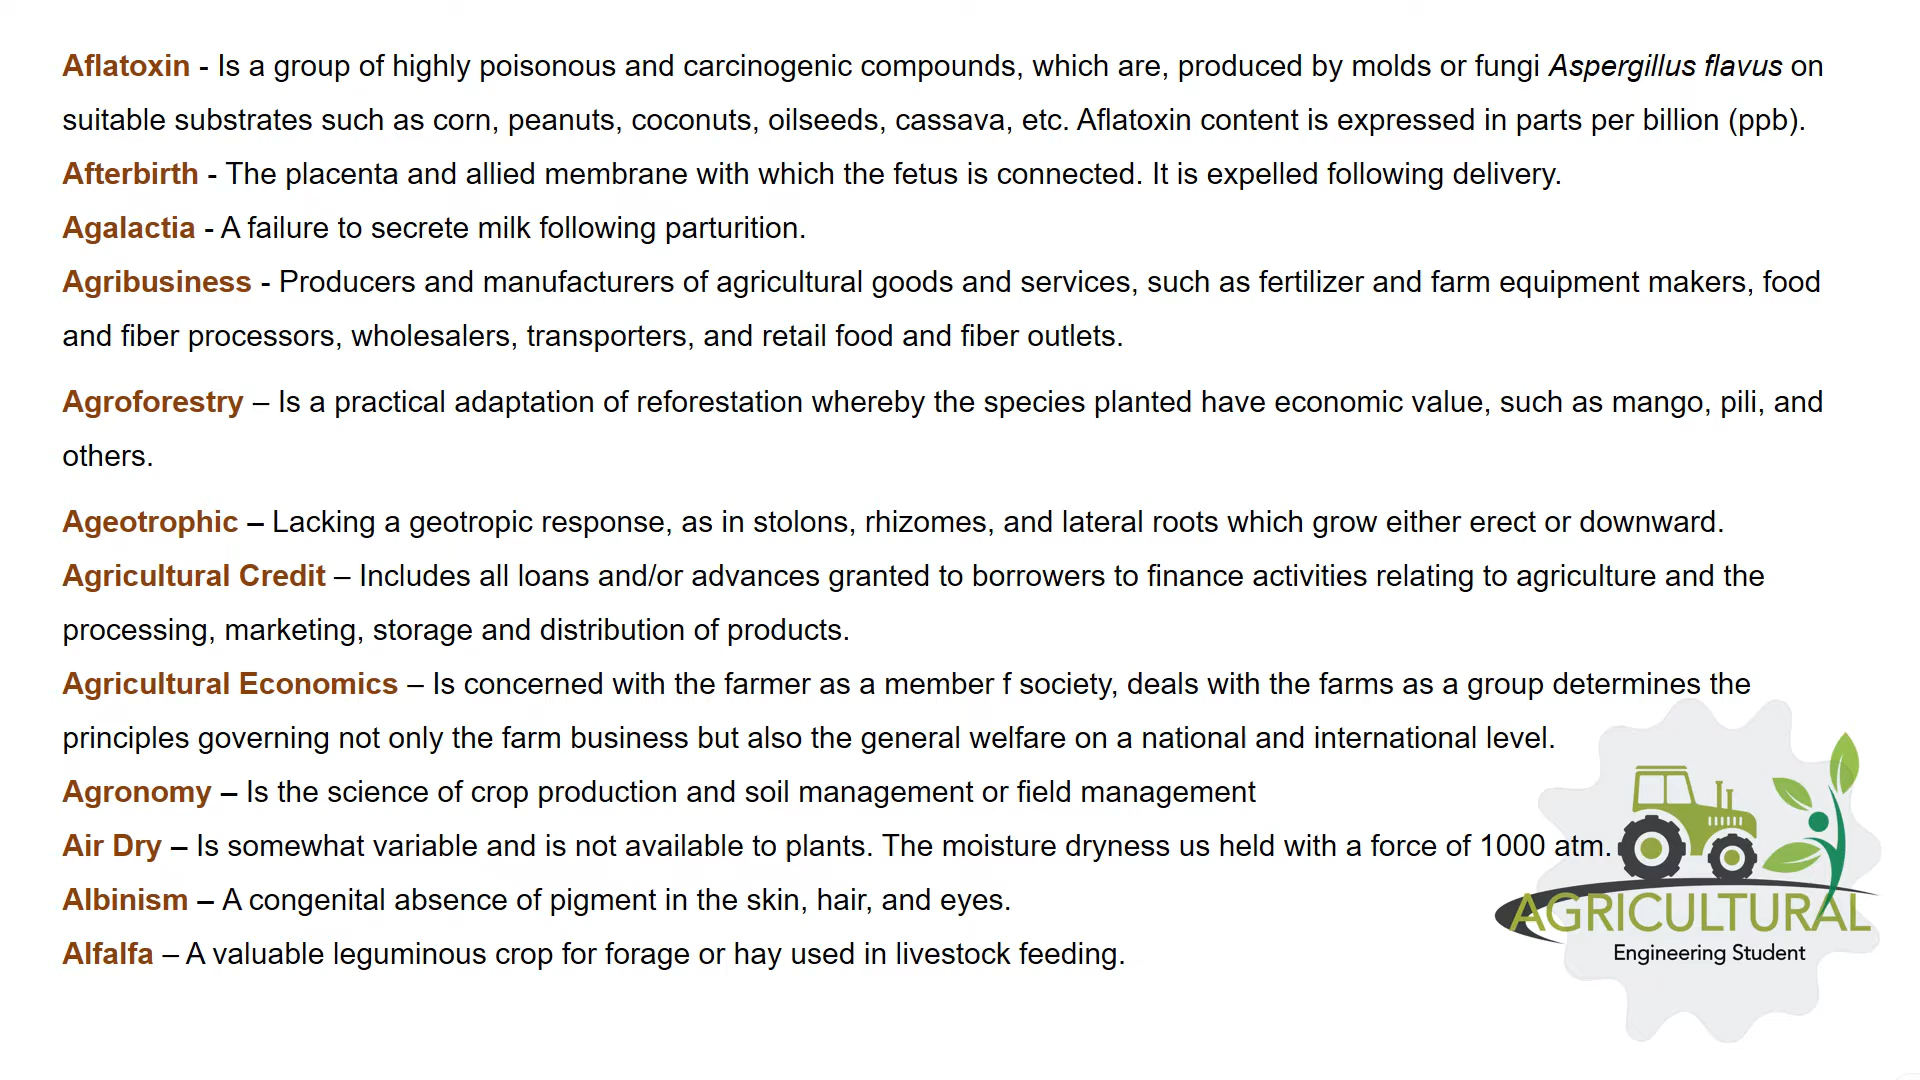 Aflatoxin - Is a group of highly poisonous and carcinogenic compounds, which are, produced by molds or fungi Aspergillus flavus on
suitable substrates such as corn, peanuts, coconuts, oilseeds, cassava, etc. Aflatoxin content is expressed in parts per billion (ppb).
Afterbirth - The placenta and allied membrane with which the fetus is connected. It is expelled following delivery.
Agalactia - A failure to secrete milk following parturition.
Agribusiness - Producers and manufacturers of agricultural goods and services, such as fertilizer and farm equipment makers, food
and fiber processors, wholesalers, transporters, and retail food and fiber outlets.
Agroforestry – Is a practical adaptation of reforestation whereby the species planted have economic value, such as mango, pili, and
others.
Ageotrophic – Lacking a geotropic response, as in stolons, rhizomes, and lateral roots which grow either erect or downward.
Agricultural Credit – Includes all loans and/or advances granted to borrowers to finance activities relating to agriculture and the
processing, marketing, storage and distribution of products.
Agricultural Economics – Is concerned with the farmer as a member f society, deals with the farms as a group determines the
principles governing not only the farm business but also the general welfare on a national and international level.
Agronomy – Is the science of crop production and soil management or field management
Air Dry – Is somewhat variable and is not available to plants. The moisture dryness us held with a force of 1000 atm.
Albinism – A congenital absence of pigment in the skin, hair, and eyes.
Alfalfa – A valuable leguminous crop for forage or hay used in livestock feeding.
AGRICULTURAL
Engineering Student